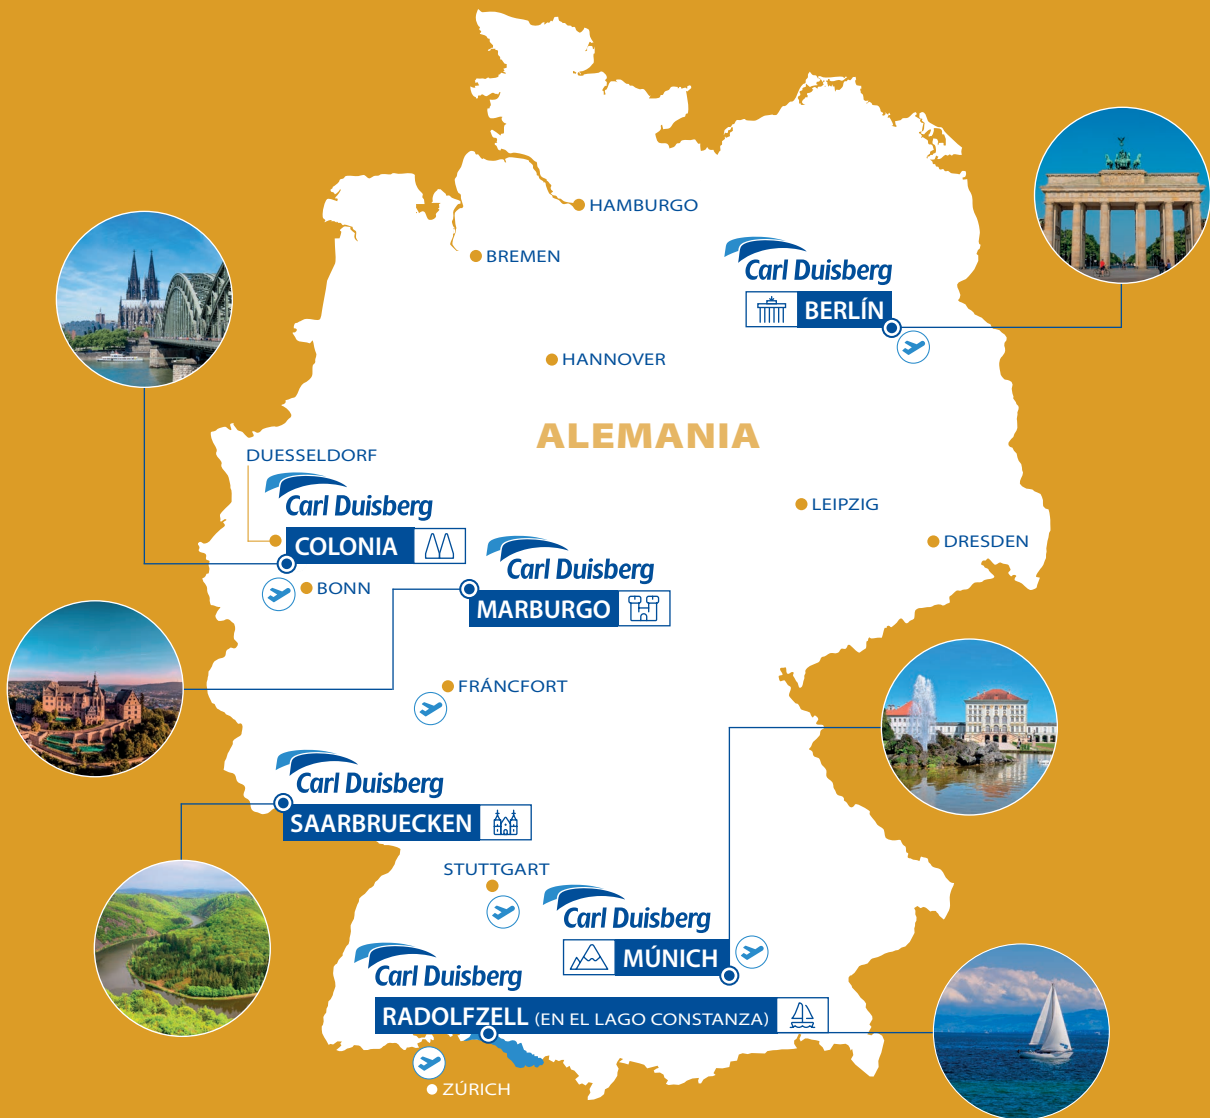 HAMBURGO
BREMEN
Carl Duisberg
BERLÍN
HANNOVER
ALEMANIA
DUESSELDORF
Carl Duisberg
COLONIA
LEIPZIG
DRESDEN
BONN
Carl Duisberg
MARBURGO
FRÁNCFORT
Carl Duisberg
SAARBRUECKEN
STUTTGART
Carl Duisberg
MÚNICH
Carl Duisberg
RADOLFZELL (EN EL LAGO CONSTANZA)
ZÚRICH